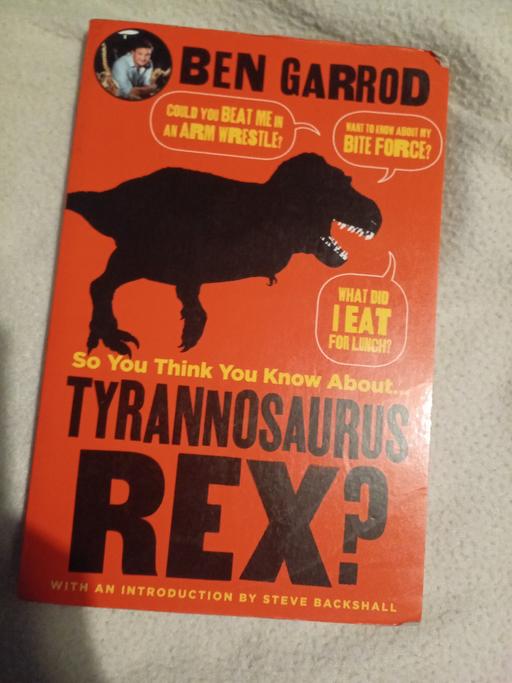 BEN GARROD
COULD YOU BEAT ME IN
AN ARM WRESTLE?
WANT TO KNOW ABOUT MY
BITE FORCE?
WHAT DID
I EAT
FOR LUNCH?
So You Think You Know About...
TYRANNOSAURUS
REX?
WITH AN INTRODUCTION BY STEVE BACKSHALL